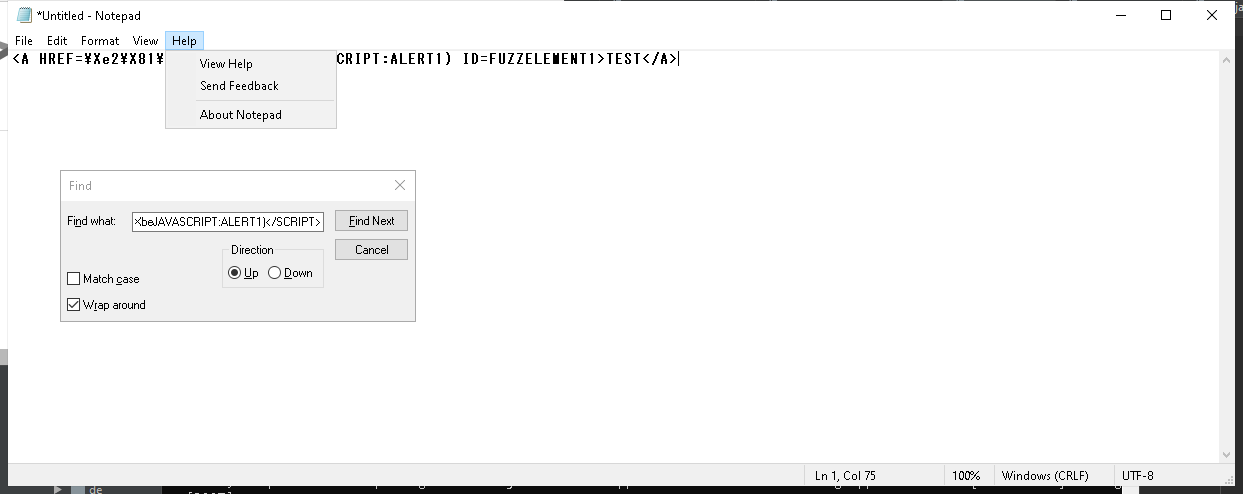 *Untitled - Notepad
File Edit Format View Help
<A HREF=¥Xe2¥X81¥ CRIPT:ALERT1) ID=FUZZELEMENT1>TEST</A>
View Help
Send Feedback
About Notepad
Find
Find what: XbeJAVASCRIPT:ALERT1)</SCRIPT> Find Next
Direction Cancel
Up Down
Match case
Wrap around
Ln 1, Col 75 100% Windows (CRLF) UTF-8
de